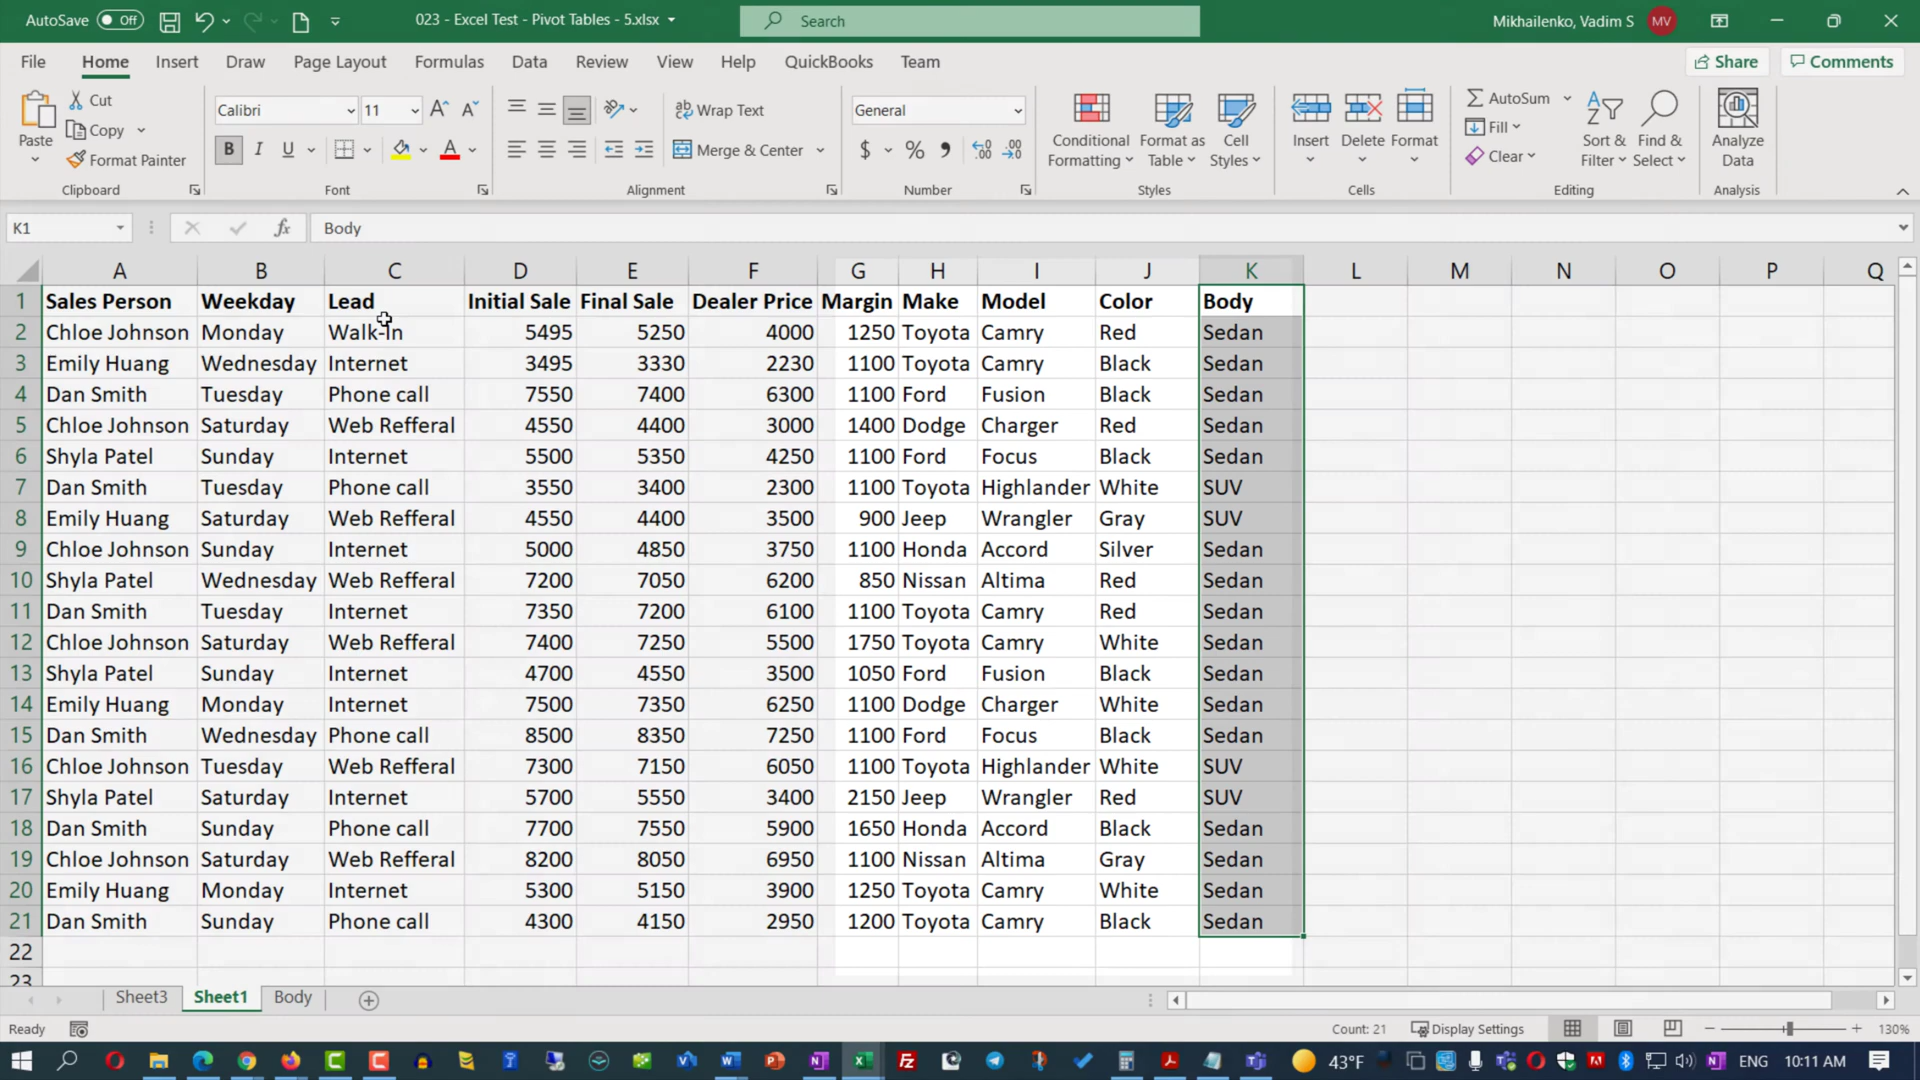 AutoSave Off 023 - Excel Test - Pivot Tables - 5.xlsx Search Mikhailenko, Vadim S MV
File Home Insert Draw Page Layout Formulas Data Review View Help QuickBooks Team Share Comments
Paste Cut Copy Format Painter Clipboard
Calibri 11 B I U A Font
Wrap Text Merge & Center Alignment
General $ % Number
Conditional Formatting Format as Table Cell Styles Styles
Insert Delete Format Cells
AutoSum Fill Clear Sort & Filter Find & Select Editing
Analyze Data Analysis
K1 fx Body
A B C D E F G H I J K L M N O P Q
1 Sales Person Weekday Lead Initial Sale Final Sale Dealer Price Margin Make Model Color Body
2 Chloe Johnson Monday Walk-In 5495 5250 4000 1250 Toyota Camry Red Sedan
3 Emily Huang Wednesday Internet 3495 3330 2230 1100 Toyota Camry Black Sedan
4 Dan Smith Tuesday Phone call 7550 7400 6300 1100 Ford Fusion Black Sedan
5 Chloe Johnson Saturday Web Refferal 4550 4400 3000 1400 Dodge Charger Red Sedan
6 Shyla Patel Sunday Internet 5500 5350 4250 1100 Ford Focus Black Sedan
7 Dan Smith Tuesday Phone call 3550 3400 2300 1100 Toyota Highlander White SUV
8 Emily Huang Saturday Web Refferal 4550 4400 3500 900 Jeep Wrangler Gray SUV
9 Chloe Johnson Sunday Internet 5000 4850 3750 1100 Honda Accord Silver Sedan
10 Shyla Patel Wednesday Web Refferal 7200 7050 6200 850 Nissan Altima Red Sedan
11 Dan Smith Tuesday Internet 7350 7200 6100 1100 Toyota Camry Red Sedan
12 Chloe Johnson Saturday Web Refferal 7400 7250 5500 1750 Toyota Camry White Sedan
13 Shyla Patel Sunday Internet 4700 4550 3500 1050 Ford Fusion Black Sedan
14 Emily Huang Monday Internet 7500 7350 6250 1100 Dodge Charger White Sedan
15 Dan Smith Wednesday Phone call 8500 8350 7250 1100 Ford Focus Black Sedan
16 Chloe Johnson Tuesday Web Refferal 7300 7150 6050 1100 Toyota Highlander White SUV
17 Shyla Patel Saturday Internet 5700 5550 3400 2150 Jeep Wrangler Red SUV
18 Dan Smith Sunday Phone call 7700 7550 5900 1650 Honda Accord Black Sedan
19 Chloe Johnson Saturday Web Refferal 8200 8050 6950 1100 Nissan Altima Gray Sedan
20 Emily Huang Monday Internet 5300 5150 3900 1250 Toyota Camry White Sedan
21 Dan Smith Sunday Phone call 4300 4150 2950 1200 Toyota Camry Black Sedan
22
23
Sheet3 Sheet1 Body
Ready Count: 21 Display Settings 130%
43°F ENG 10:11 AM